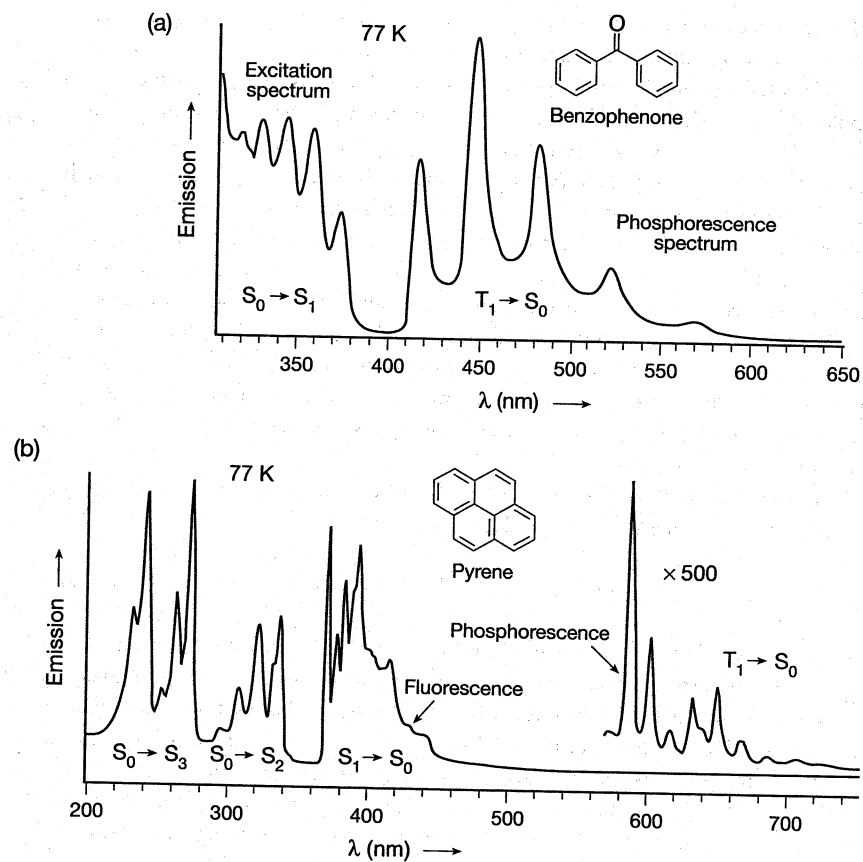 (a)
77 K
O
Excitation
spectrum
Benzophenone
Emission →
Phosphorescence
spectrum
S₀ → S₁
T₁ → S₀
350 400 450 500 550 600 650
λ (nm) →
(b)
77 K
Pyrene
× 500
Emission →
Phosphorescence
T₁ → S₀
Fluorescence
S₀ → S₃
S₀ → S₂
S₁ → S₀
200 300 400 500 600 700
λ (nm) →